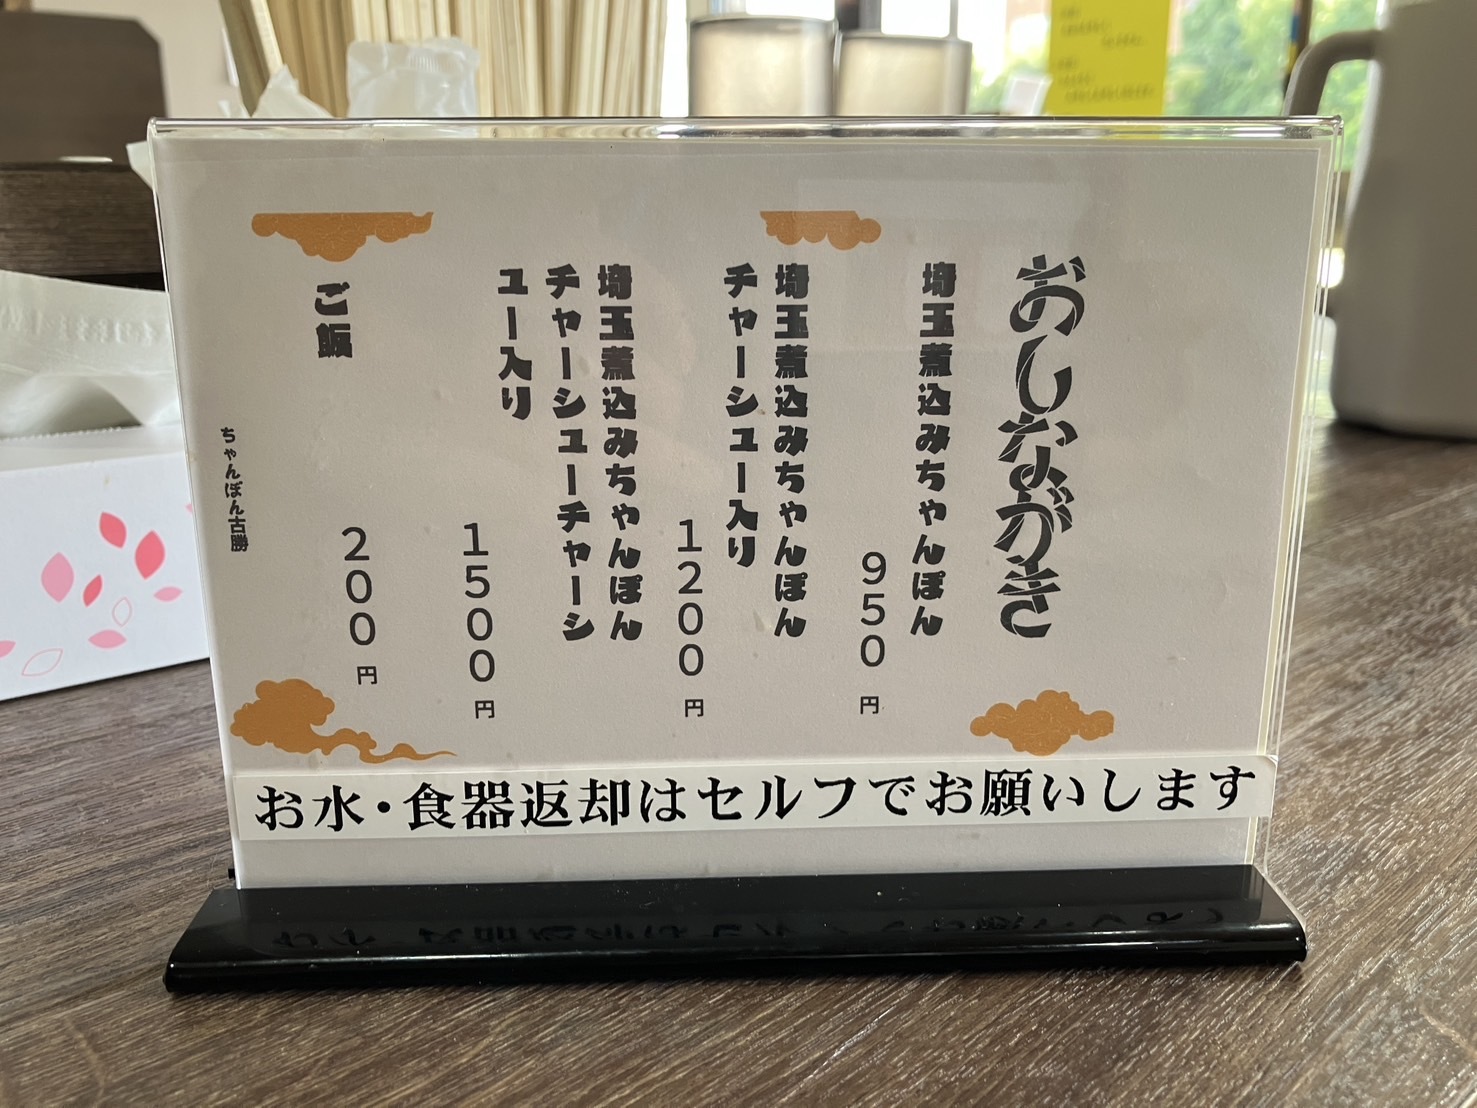 おしながき
埼玉煮込みちゃんぽん
950円
埼玉煮込みちゃんぽん
チャーシュー入り
1200円
埼玉煮込みちゃんぽん
チャーシューチャーシ
ュー入り
1500円
ご飯
200円
ちゃんぽん古勝
お水・食器返却はセルフでお願いします